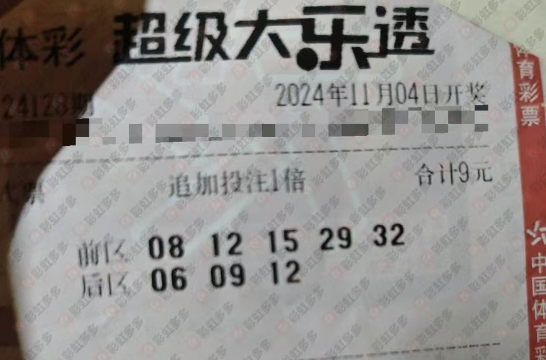 体彩 超级大乐透
24128期 2024年11月04日开奖
票 追加投注1倍 合计9元
前区 08 12 15 29 32
后区 06 09 12
体育彩票
中国体育彩
彩虹多多